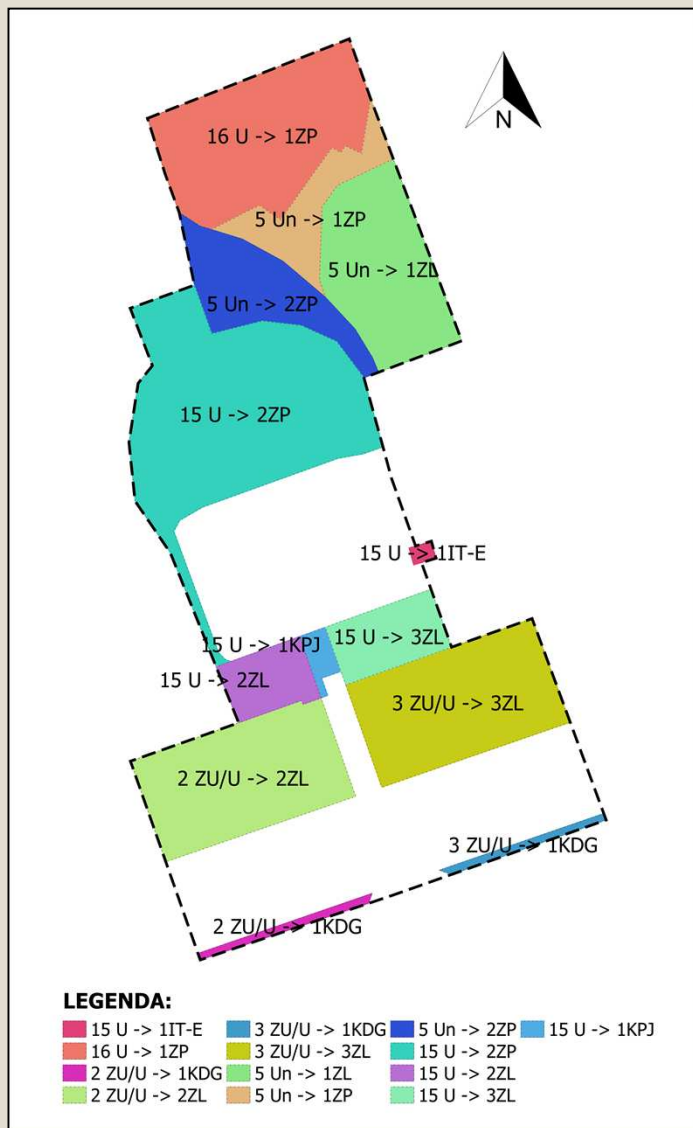 N
16 U -> 1ZP
5 Un -> 1ZP
5 Un -> 1ZL
5 Un -> 2ZP
15 U -> 2ZP
15 U -> 1IT-E
15 U -> 1KPJ
15 U -> 3ZL
15 U -> 2ZL
3 ZU/U -> 3ZL
2 ZU/U -> 2ZL
3 ZU/U -> 1KDG
2 ZU/U -> 1KDG
LEGENDA:
15 U -> 1IT-E
16 U -> 1ZP
2 ZU/U -> 1KDG
2 ZU/U -> 2ZL
3 ZU/U -> 1KDG
3 ZU/U -> 3ZL
5 Un -> 1ZL
5 Un -> 1ZP
5 Un -> 2ZP
15 U -> 2ZP
15 U -> 2ZL
15 U -> 3ZL
15 U -> 1KPJ